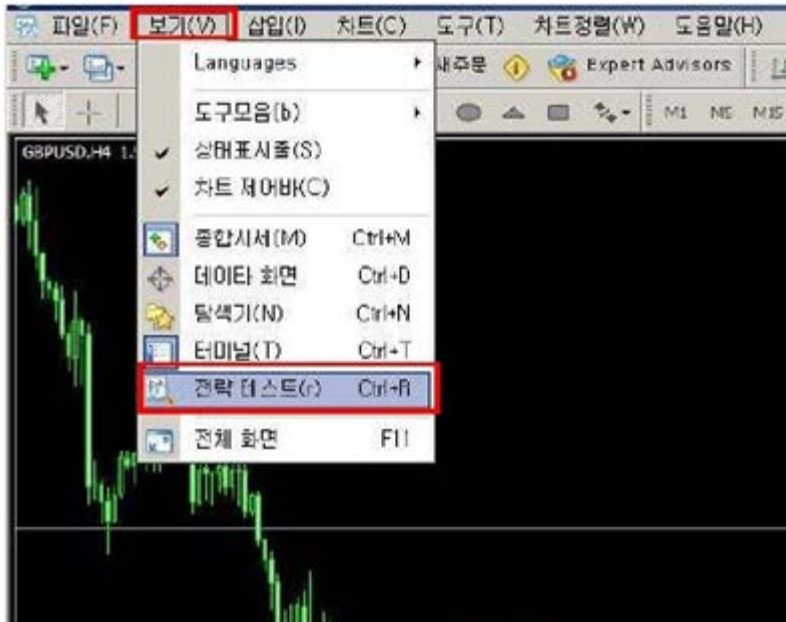 파일(F) 보기(V) 삽입(I) 차트(C) 도구(T) 차트정렬(W) 도움말(H)
새주문 Expert Advisors
M1 M5 M15
GBPUSD,H4
Languages
도구모음(b)
상태표시줄(S)
차트 제어바(C)
종합시세(M) Ctrl+M
데이타 화면 Ctrl+D
탐색기(N) Ctrl+N
터미널(T) Ctrl+T
전략 테스트(r) Ctrl+R
전체 화면 F11